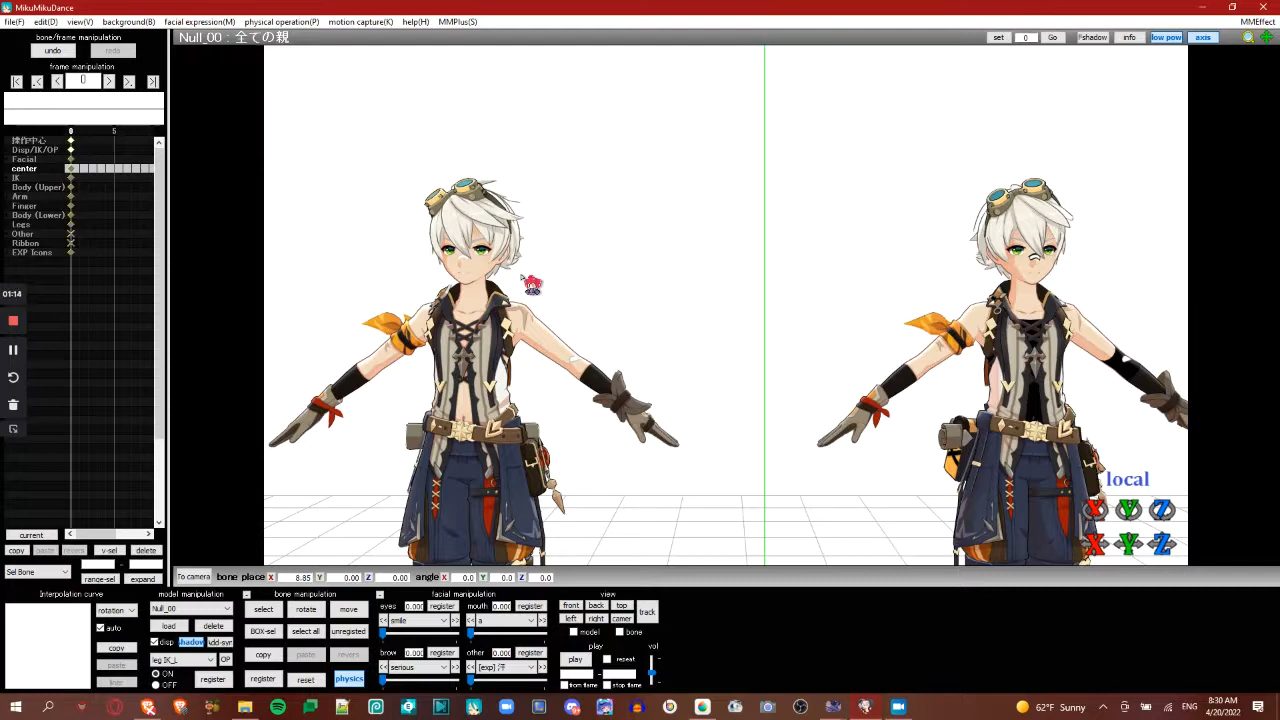 MikuMikuDance
file(F) edit(D) view(V) background(B) facial expression(M) physical operation(P) motion capture(K) help(H) MMPlus(S) MMEffect
bone/frame manipulation
undo redo
frame manipulation
0
Null_00 : 全ての親
set 0 Go F-shadow info low pow axis
0 5
操作中心
Disp/IK/OP
Facial
center
IK
Body (Upper)
Arm
Finger
Body (Lower)
Legs
Other
Ribbon
EXP Icons
01:14
local
X Y Z
X Y Z
current
copy paste revers v-sel delete
Sel Bone range-sel expand
To camera bone place X 8.85 Y 0.00 Z 0.00 angle X 0.0 Y 0.0 Z 0.0
Interpolation curve
rotation
auto
copy
paste
liner
model manipulation
Null_00
load delete
disp shadow add-syn
leg IK_L OP
ON
OFF
register
bone manipulation
select rotate move
BOX-sel select all unregisted
copy paste revers
register reset physics
facial manipulation
eyes 0.000 register mouth 0.000 register
<< smile >> << a >>
brow 0.000 register other 0.000 register
<< serious >> << [exp] 汗 >>
view
front back top
left right camer
track
model bone
play vol
play repeat
-
from flame stop flame
62°F Sunny
8:30 AM
4/20/2022